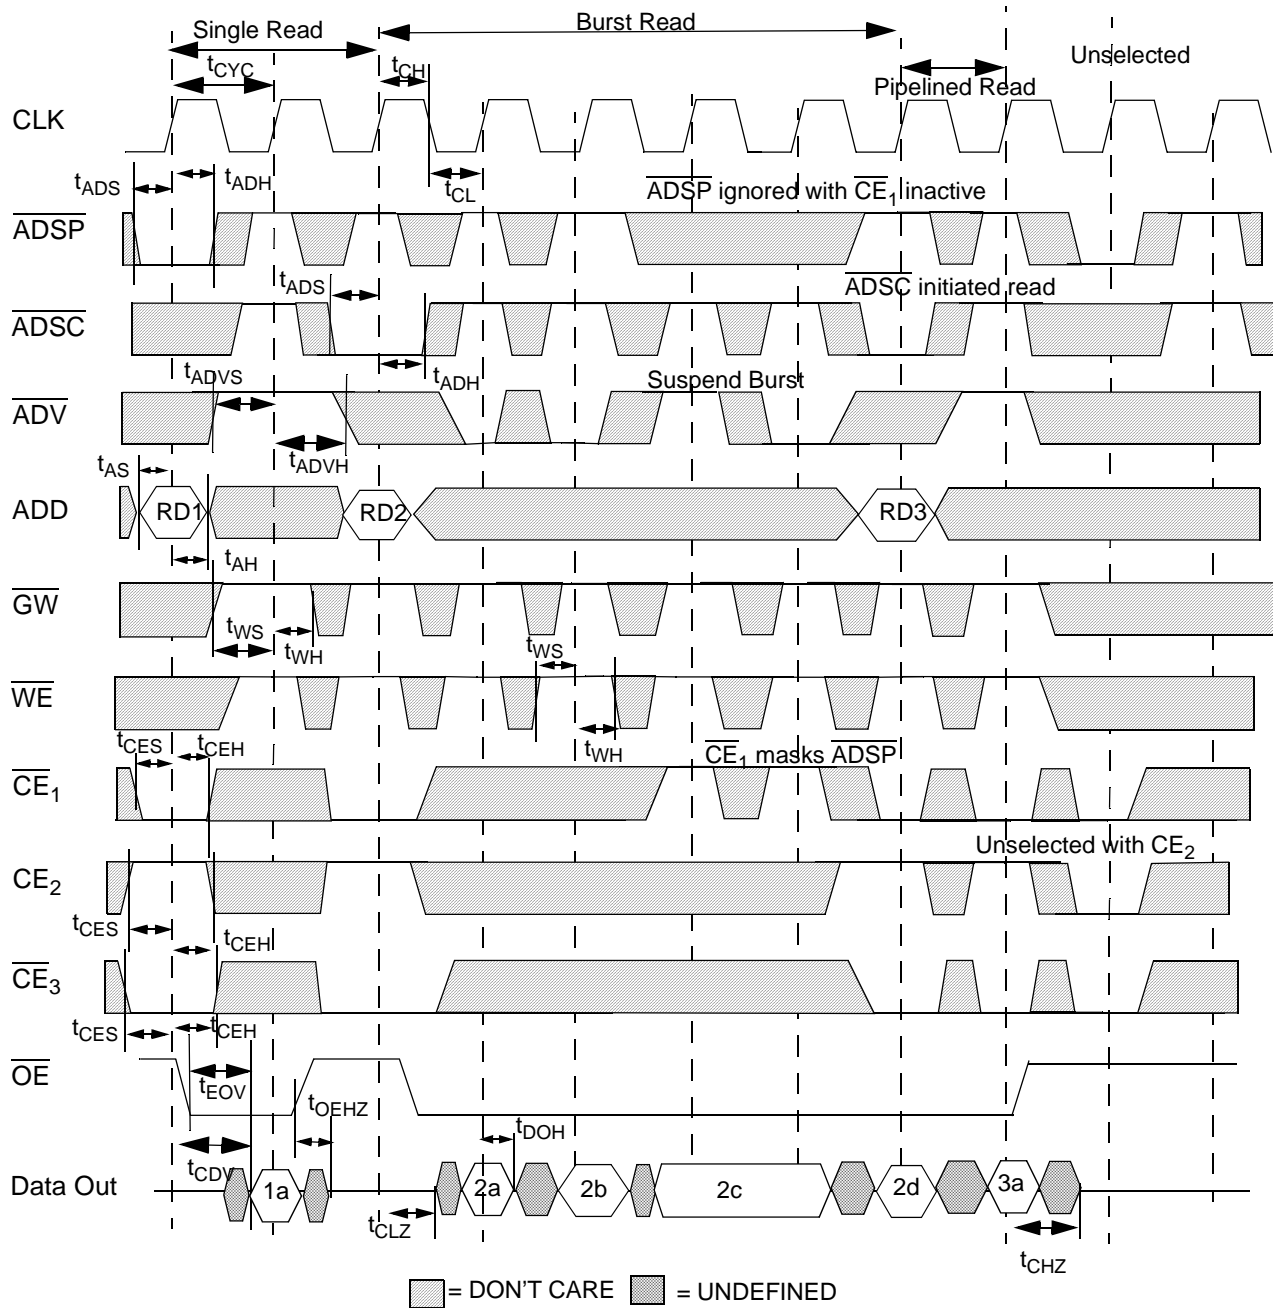 Single Read
Burst Read
Unselected
tCYC
tCH
Pipelined Read
CLK
tADS
tADH
tCL
ADSP ignored with CE1 inactive
ADSP
tADS
ADSC initiated read
ADSC
tADVS
tADH
Suspend Burst
ADV
tAS
tADVH
ADD
RD1
RD2
RD3
tAH
GW
tWS
tWH
tWS
WE
tCES
tCEH
tWH
CE1 masks ADSP
CE1
Unselected with CE2
CE2
tCES
tCEH
CE3
tCES
tCEH
OE
tEOV
tOEHZ
tDOH
tCDV
Data Out
1a
2a
2b
2c
2d
3a
tCLZ
tCHZ
= DON'T CARE
= UNDEFINED